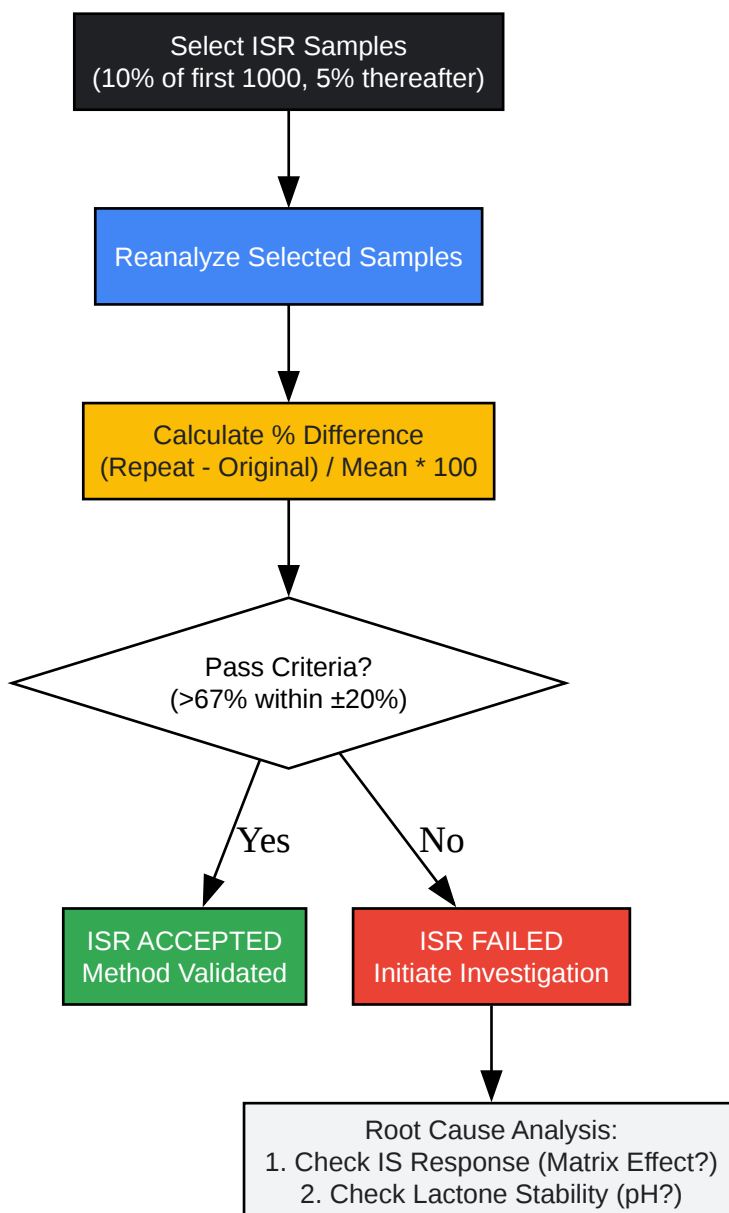 Select ISR Samples
(10% of first 1000, 5% thereafter)
Reanalyze Selected Samples
Calculate % Difference
(Repeat - Original) / Mean * 100
Pass Criteria?
(>67% within ±20%)
Yes
No
ISR ACCEPTED
Method Validated
ISR FAILED
Initiate Investigation
Root Cause Analysis:
1. Check IS Response (Matrix Effect?)
2. Check Lactone Stability (pH?)